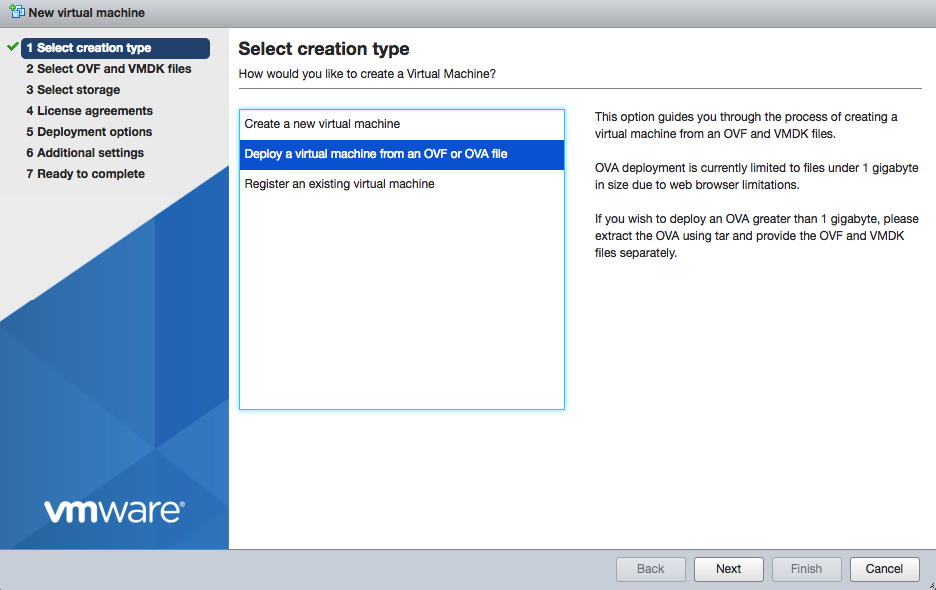 New virtual machine
1 Select creation type
2 Select OVF and VMDK files
3 Select storage
4 License agreements
5 Deployment options
6 Additional settings
7 Ready to complete
vmware®
Select creation type
How would you like to create a Virtual Machine?
Create a new virtual machine
Deploy a virtual machine from an OVF or OVA file
Register an existing virtual machine
This option guides you through the process of creating a
virtual machine from an OVF and VMDK files.
OVA deployment is currently limited to files under 1 gigabyte
in size due to web browser limitations.
If you wish to deploy an OVA greater than 1 gigabyte, please
extract the OVA using tar and provide the OVF and VMDK
files separately.
Back
Next
Finish
Cancel